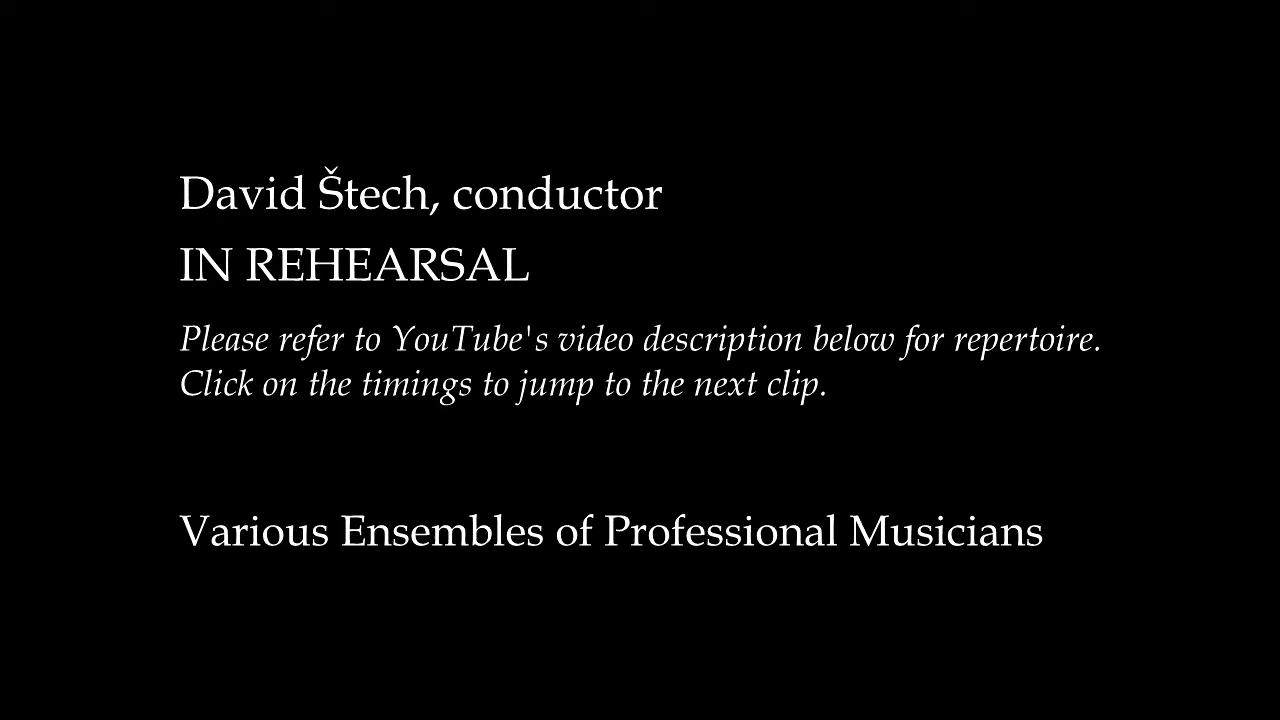 David Štech, conductor
IN REHEARSAL
Please refer to YouTube's video description below for repertoire.
Click on the timings to jump to the next clip.
Various Ensembles of Professional Musicians